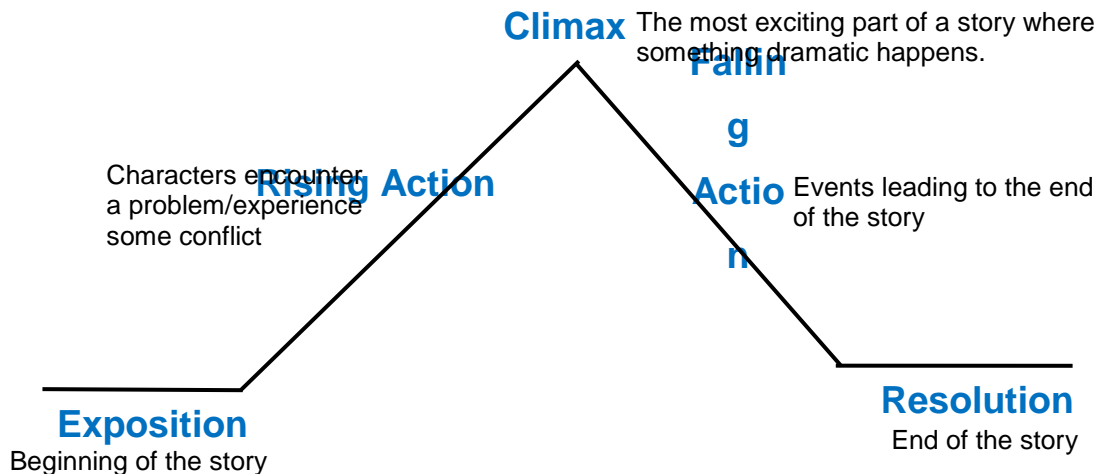 Climax
The most exciting part of a story where
something dramatic happens.
Fallin
g
Actio
n
Characters encounter
a problem/experience
some conflict
Rising Action
Events leading to the end
of the story
Exposition
Beginning of the story
Resolution
End of the story